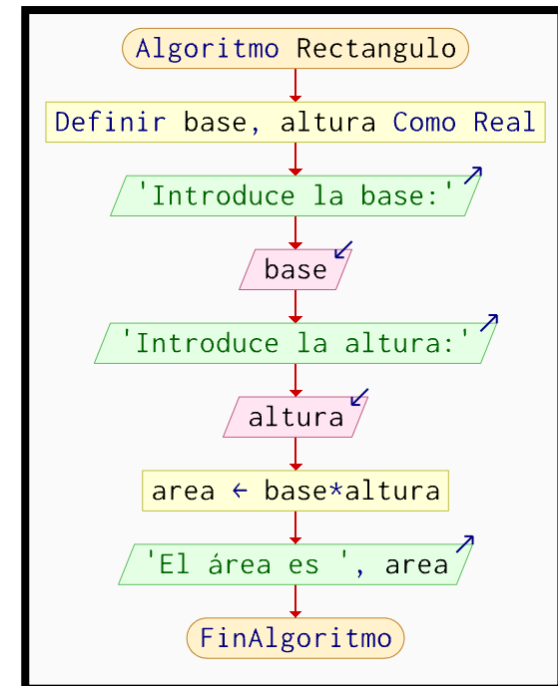 Algoritmo Rectangulo
Definir base, altura Como Real
'Introduce la base:'
base
'Introduce la altura:'
altura
area ← base*altura
'El área es ', area
FinAlgoritmo